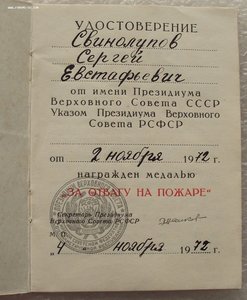 УДОСТОВЕРЕНИЕ
Свинолупов
Сергей
Евстафьевич
от имени Президиума
Верховного Совета СССР
Указом Президиума Верховного
Совета РСФСР
от 2 ноября 1972 г.
награжден медалью
"ЗА ОТВАГУ НА ПОЖАРЕ"
Секретарь Президиума
Верховного Совета РСФСР
М. П.
"4" ноября 1972 г.